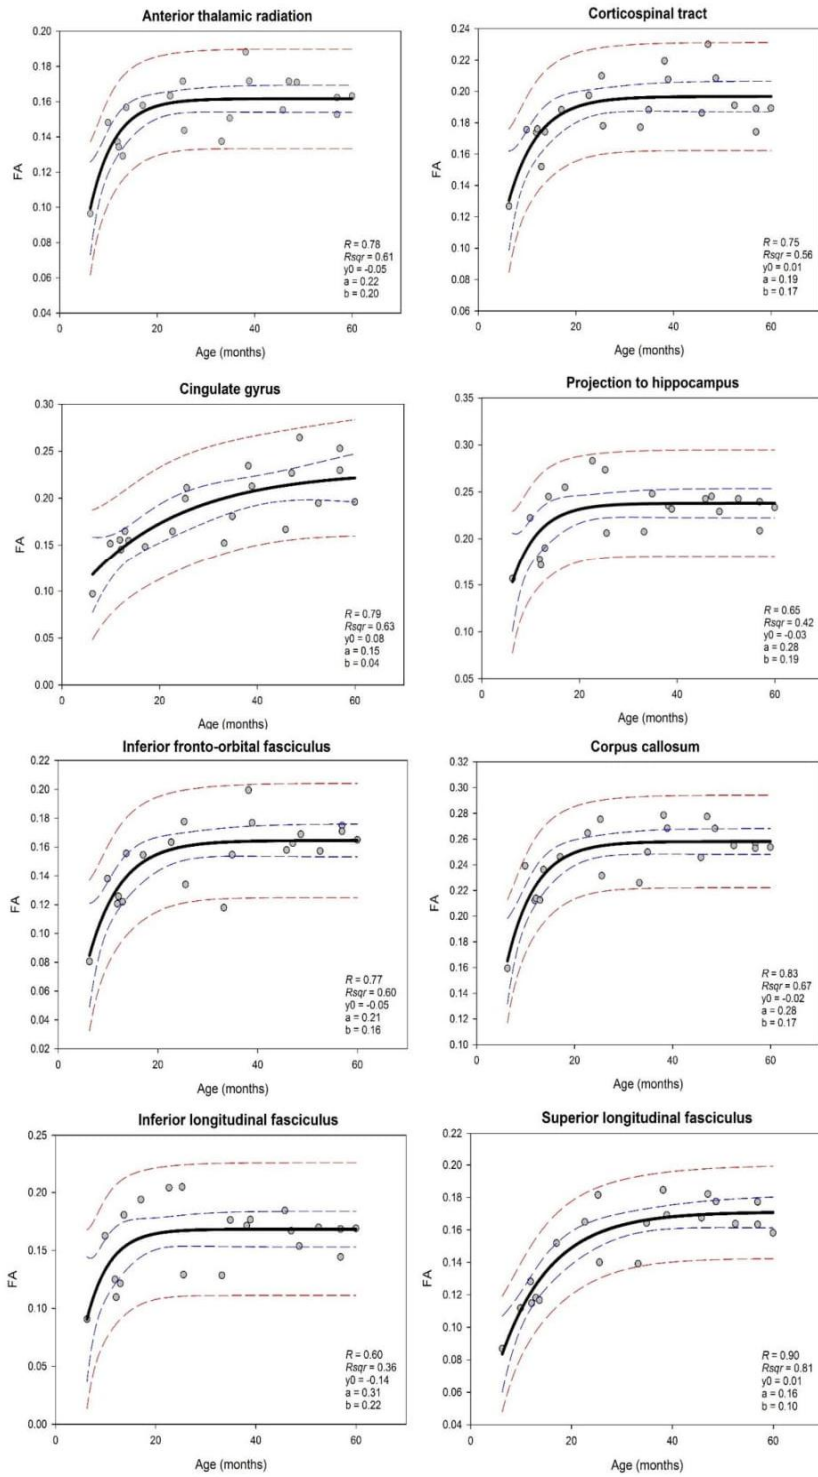 Anterior thalamic radiation
0.20
0.18
0.16
0.14
0.12
0.10
0.08
0.06
0.04
FA
R = 0.78
Rsqr = 0.61
y0 = -0.05
a = 0.22
b = 0.20
0 20 40 60
Age (months)
Corticospinal tract
0.24
0.22
0.20
0.18
0.16
0.14
0.12
0.10
0.08
0.06
R = 0.75
Rsqr = 0.56
y0 = 0.01
a = 0.19
b = 0.17
0 20 40 60
Age (months)
Cingulate gyrus
0.30
0.25
0.20
0.15
0.10
0.05
0.00
FA
R = 0.79
Rsqr = 0.63
y0 = 0.08
a = 0.15
b = 0.04
0 20 40 60
Age (months)
Projection to hippocampus
0.35
0.30
0.25
0.20
0.15
0.10
0.05
R = 0.65
Rsqr = 0.42
y0 = -0.03
a = 0.28
b = 0.19
0 20 40 60
Age (months)
Inferior fronto-orbital fasciculus
0.22
0.20
0.18
0.16
0.14
0.12
0.10
0.08
0.06
0.04
0.02
FA
R = 0.77
Rsqr = 0.60
y0 = -0.05
a = 0.21
b = 0.16
0 20 40 60
Age (months)
Corpus callosum
0.32
0.30
0.28
0.26
0.24
0.22
0.20
0.18
0.16
0.14
0.12
0.10
R = 0.83
Rsqr = 0.67
y0 = -0.02
a = 0.28
b = 0.17
0 20 40 60
Age (months)
Inferior longitudinal fasciculus
0.25
0.20
0.15
0.10
0.05
0.00
FA
R = 0.60
Rsqr = 0.36
y0 = -0.14
a = 0.31
b = 0.22
0 20 40 60
Age (months)
Superior longitudinal fasciculus
0.22
0.20
0.18
0.16
0.14
0.12
0.10
0.08
0.06
0.04
R = 0.90
Rsqr = 0.81
y0 = 0.01
a = 0.16
b = 0.10
0 20 40 60
Age (months)